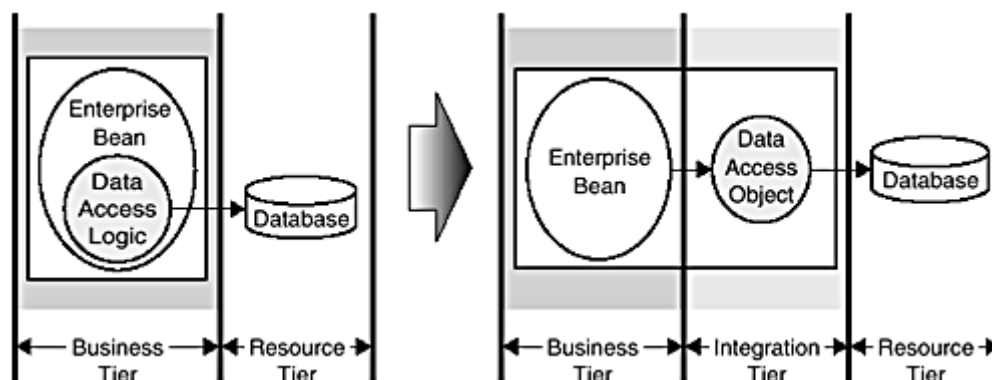 Enterprise
Bean
Data
Access
Logic
Database
Business
Tier
Resource
Tier
Enterprise
Bean
Data
Access
Object
Database
Business
Tier
Integration
Tier
Resource
Tier